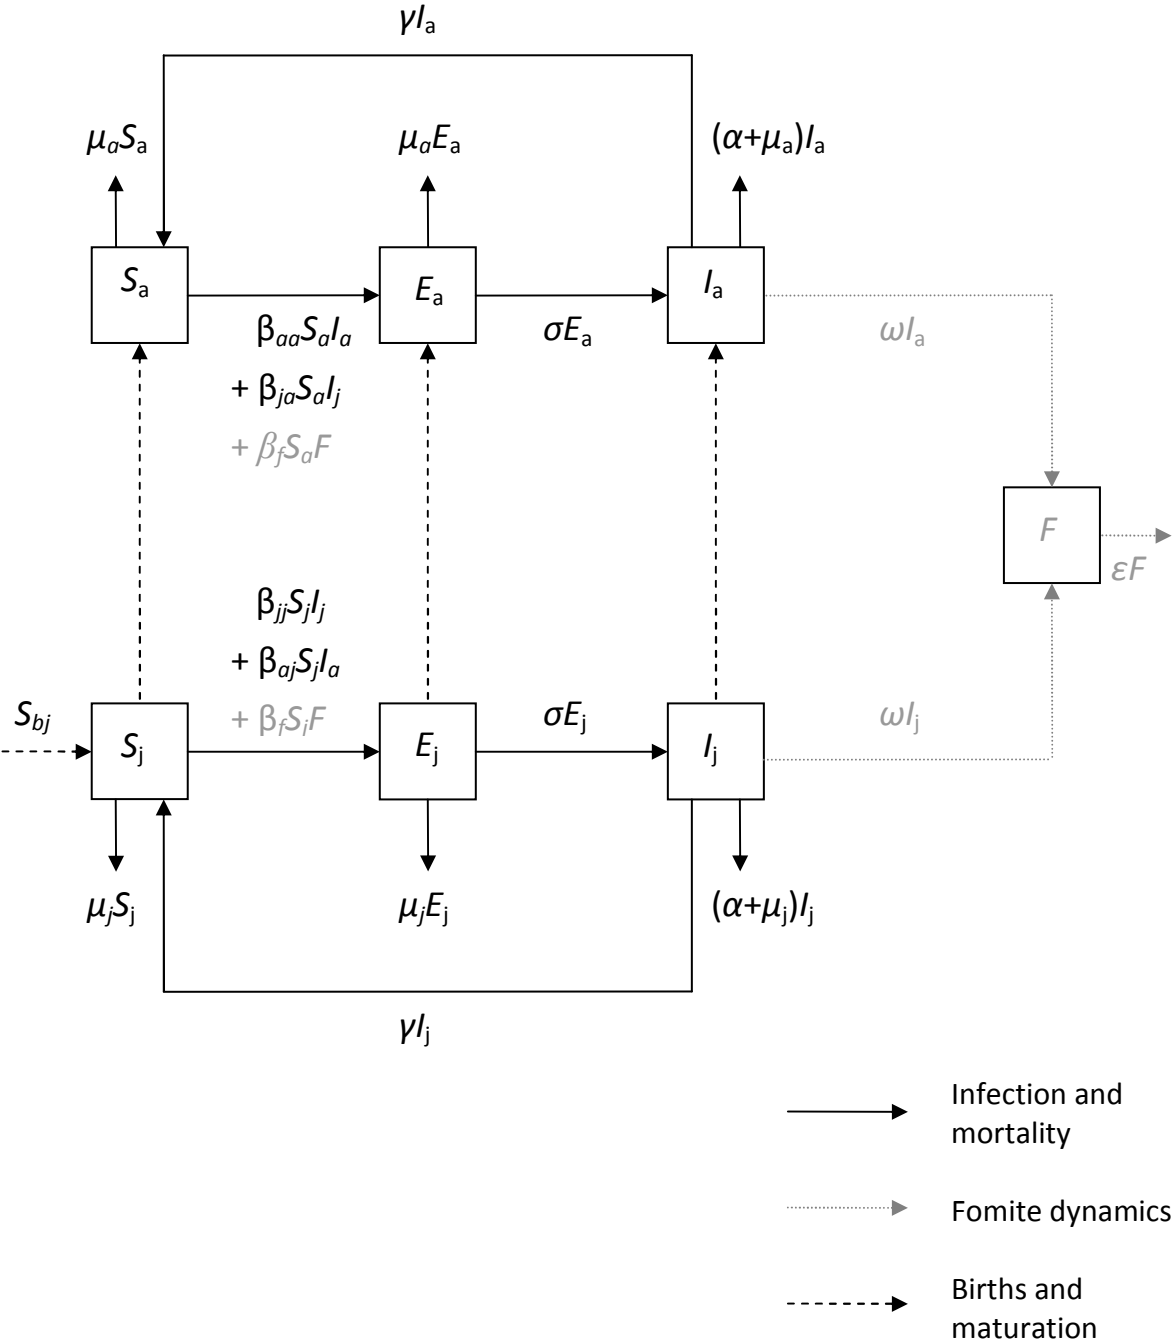 γIa
μaSa
μaEa
(α+μa)Ia
Sa
Ea
Ia
βaaSaIa
σEa
ωIa
+ βjaSaIj
+ βfSaF
F
εF
βjjSjIj
+ βajSjIa
Sbj
+ βfSiF
σEj
ωIj
Sj
Ej
Ij
μjSj
μjEj
(α+μj)Ij
γIj
Infection and
mortality
Fomite dynamics
Births and
maturation